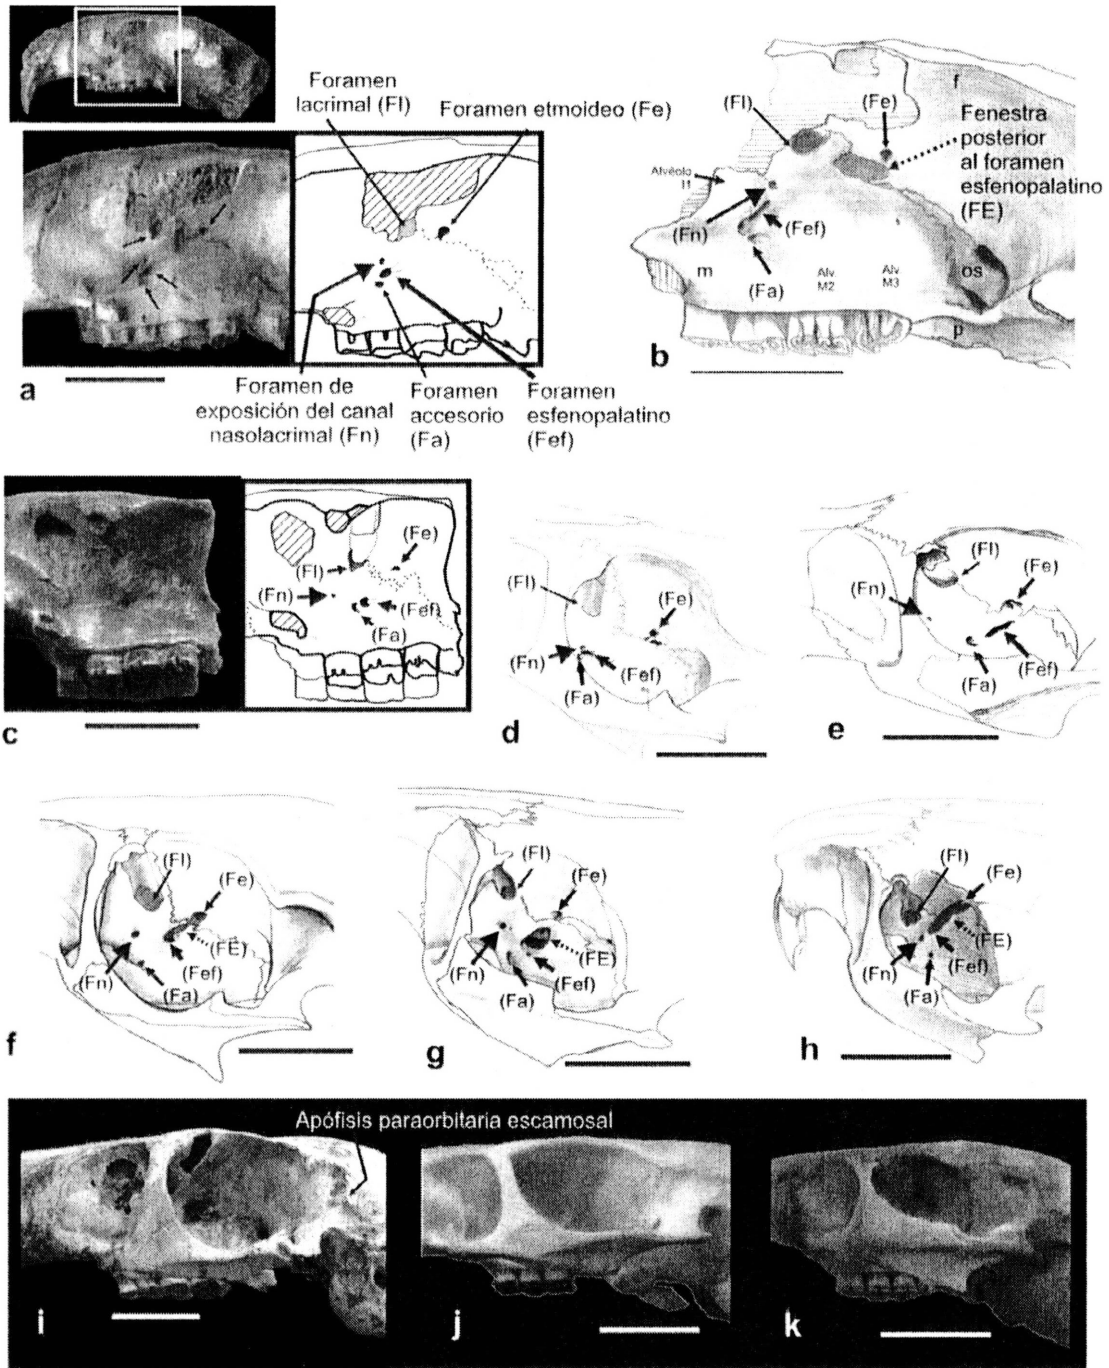 Foramen
lacrimal (Fl)
Foramen etmoideo (Fe)
Foramen de
exposición del canal
nasolacrimal (Fn)
Foramen
accesorio
(Fa)
Foramen
esfenopalatino
(Fef)
a
f
(Fl)
(Fe)
Fenestra
posterior
al foramen
esfenopalatino
(FE)
Alvéolo
I1
(Fn)
(Fef)
m
(Fa)
Alv
M2
Alv
M3
os
p
b
(Fe)
(Fl)
(Fn)
(Fef)
(Fa)
c
(Fl)
(Fe)
(Fn)
(Fef)
(Fa)
d
(Fl)
(Fe)
(Fn)
(Fa)
(Fef)
e
(Fl)
(Fe)
(FE)
(Fef)
(Fn)
(Fa)
f
(Fl)
(Fe)
(FE)
(Fn)
(Fef)
(Fa)
g
(Fl)
(Fe)
(FE)
(Fn)
(Fef)
(Fa)
h
Apófisis paraorbitaria escamosal
i
j
k